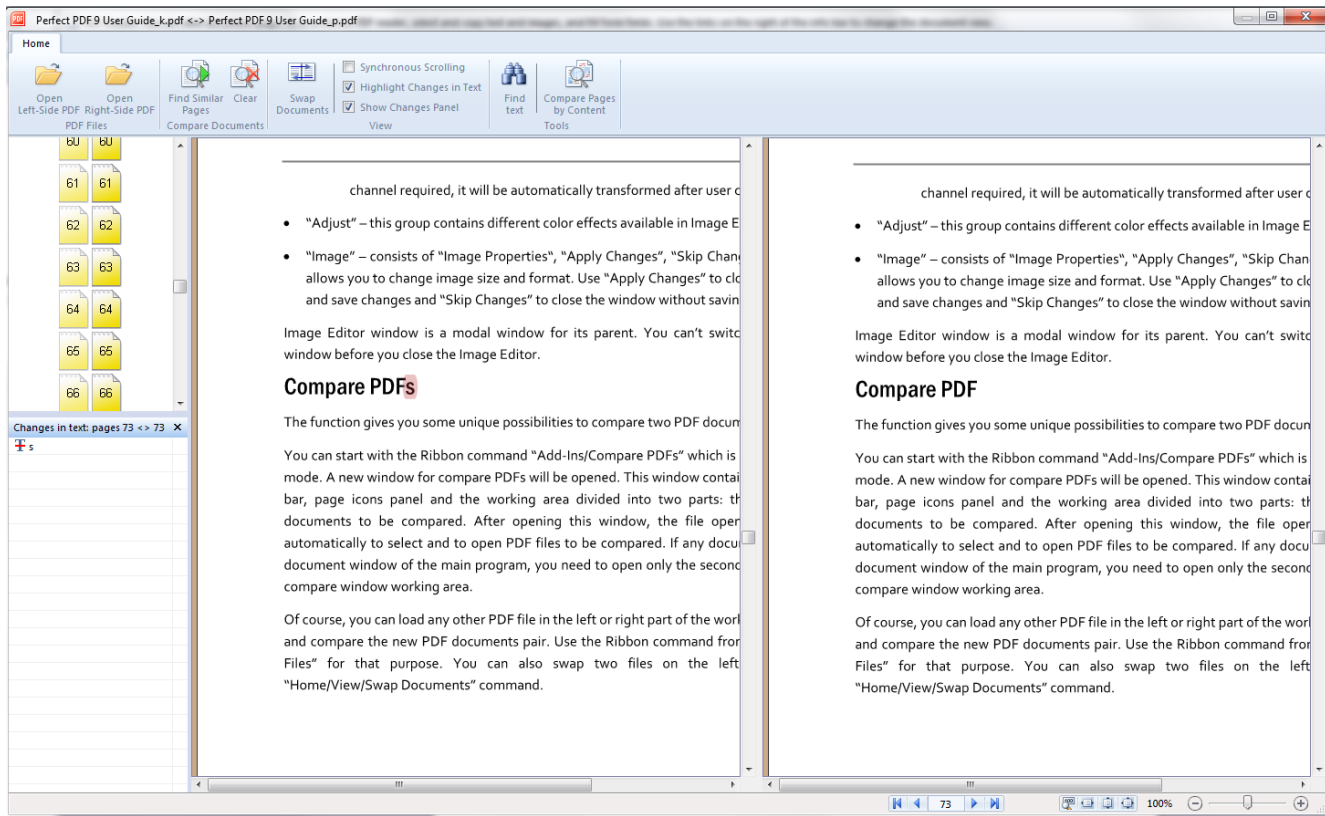 Perfect PDF 9 User Guide_k.pdf <-> Perfect PDF 9 User Guide_p.pdf
Home
Open Left-Side PDF
Open Right-Side PDF
PDF Files
Find Similar Pages
Clear
Compare Documents
Swap Documents
Synchronous Scrolling
Highlight Changes in Text
Show Changes Panel
View
Find text
Compare Pages by Content
Tools
60 60
61 61
62 62
63 63
64 64
65 65
66 66
Changes in text: pages 73 <> 73
T s
channel required, it will be automatically transformed after user
• “Adjust” – this group contains different color effects available in Image E
• “Image” – consists of “Image Properties“, “Apply Changes”, “Skip Chan
allows you to change image size and format. Use “Apply Changes” to clo
and save changes and “Skip Changes” to close the window without savin
Image Editor window is a modal window for its parent. You can’t switc
window before you close the Image Editor.
Compare PDFs
The function gives you some unique possibilities to compare two PDF docum
You can start with the Ribbon command “Add-Ins/Compare PDFs” which is
mode. A new window for compare PDFs will be opened. This window contai
bar, page icons panel and the working area divided into two parts: th
documents to be compared. After opening this window, the file open
automatically to select and to open PDF files to be compared. If any docu
document window of the main program, you need to open only the second
compare window working area.
Of course, you can load any other PDF file in the left or right part of the work
and compare the new PDF documents pair. Use the Ribbon command from
Files” for that purpose. You can also swap two files on the left
“Home/View/Swap Documents” command.
channel required, it will be automatically transformed after user
• “Adjust” – this group contains different color effects available in Image E
• “Image” – consists of “Image Properties“, “Apply Changes”, “Skip Chan
allows you to change image size and format. Use “Apply Changes” to clo
and save changes and “Skip Changes” to close the window without savin
Image Editor window is a modal window for its parent. You can’t switc
window before you close the Image Editor.
Compare PDF
The function gives you some unique possibilities to compare two PDF docum
You can start with the Ribbon command “Add-Ins/Compare PDFs” which is
mode. A new window for compare PDFs will be opened. This window contai
bar, page icons panel and the working area divided into two parts: th
documents to be compared. After opening this window, the file open
automatically to select and to open PDF files to be compared. If any docu
document window of the main program, you need to open only the second
compare window working area.
Of course, you can load any other PDF file in the left or right part of the work
and compare the new PDF documents pair. Use the Ribbon command from
Files” for that purpose. You can also swap two files on the left
“Home/View/Swap Documents” command.
73
100%